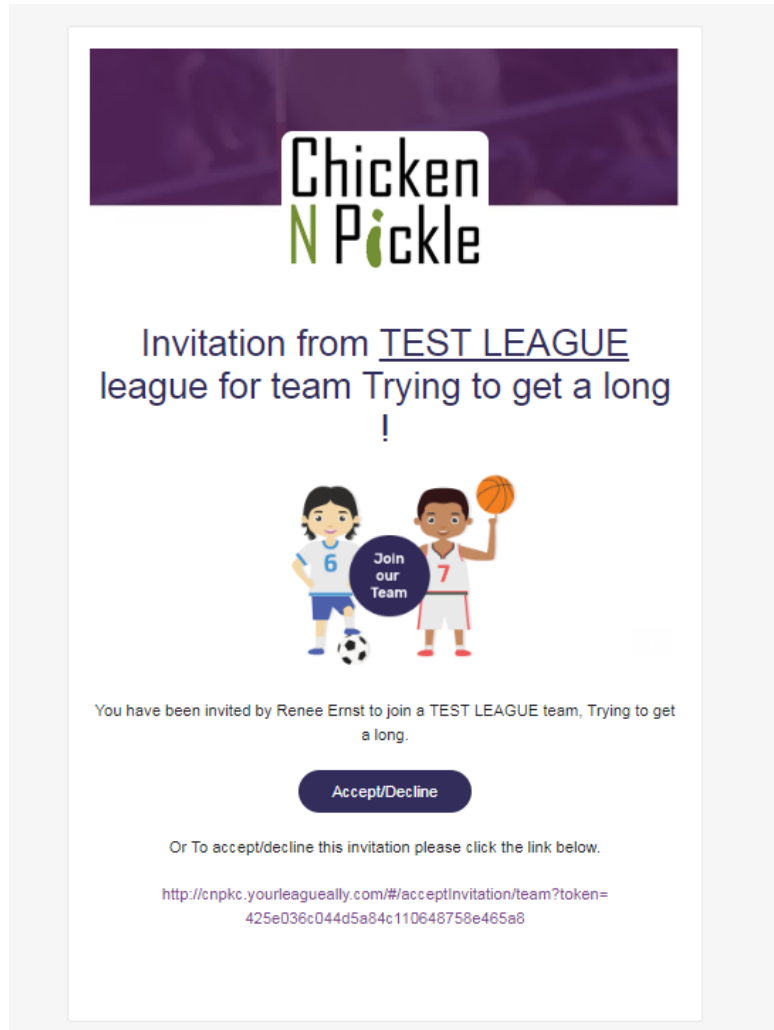 Chicken
N Pickle
Invitation from TEST LEAGUE
league for team Trying to get a long
!
6
7
Join
our
Team
You have been invited by Renee Ernst to join a TEST LEAGUE team, Trying to get
a long.
Accept/Decline
Or To accept/decline this invitation please click the link below.
http://cnpkc.yourleagueally.com/#/acceptInvitation/team?token=
425e036c044d5a84c110648758e465a8